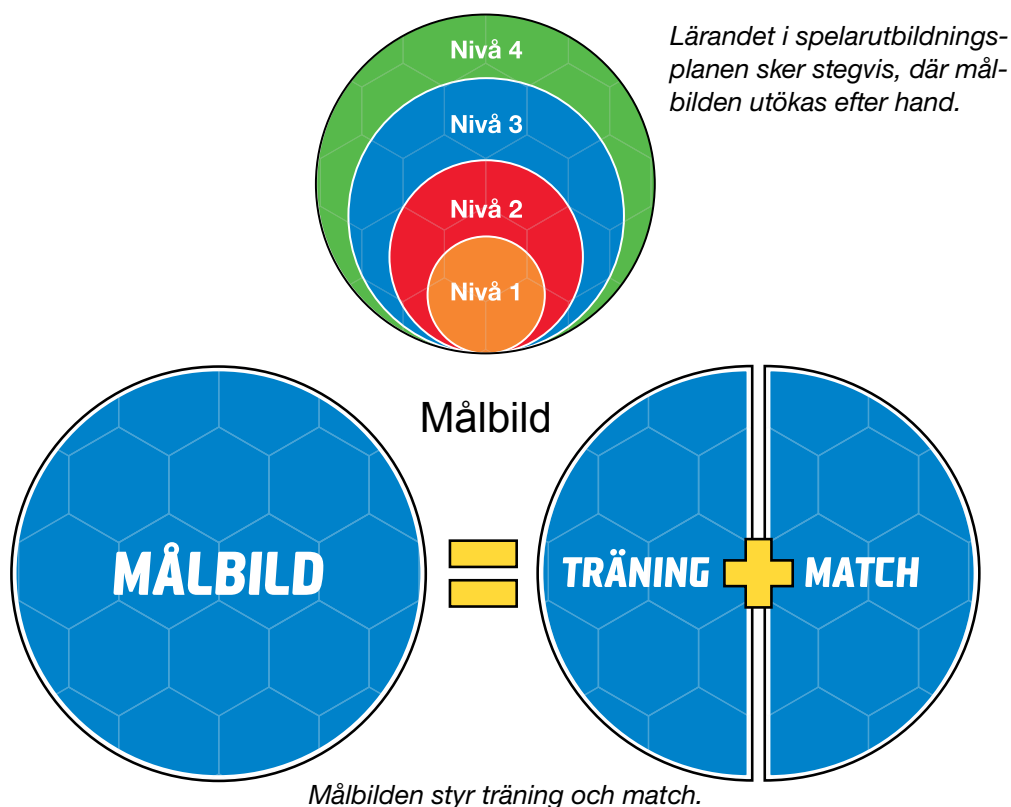 Nivå 4
Nivå 3
Nivå 2
Nivå 1
Lärandet i spelarutbildnings-
planen sker stegvis, där mål-
bilden utökas efter hand.
Målbild
MÅLBILD
TRÄNING
MATCH
Målbilden styr träning och match.